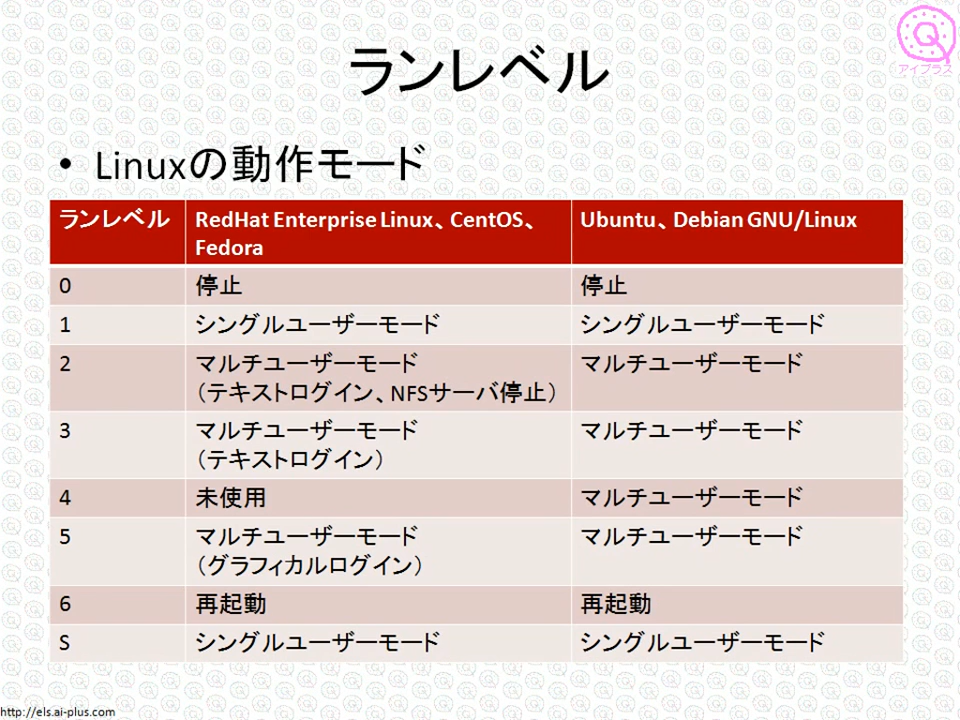 アイプラス
ランレベル
• Linuxの動作モード
ランレベル RedHat Enterprise Linux、CentOS、 Ubuntu、Debian GNU/Linux
Fedora
0 停止 停止
1 シングルユーザーモード シングルユーザーモード
2 マルチユーザーモード マルチユーザーモード
(テキストログイン、NFSサーバ停止)
3 マルチユーザーモード マルチユーザーモード
(テキストログイン)
4 未使用 マルチユーザーモード
5 マルチユーザーモード マルチユーザーモード
(グラフィカルログイン)
6 再起動 再起動
S シングルユーザーモード シングルユーザーモード
http://els.ai-plus.com